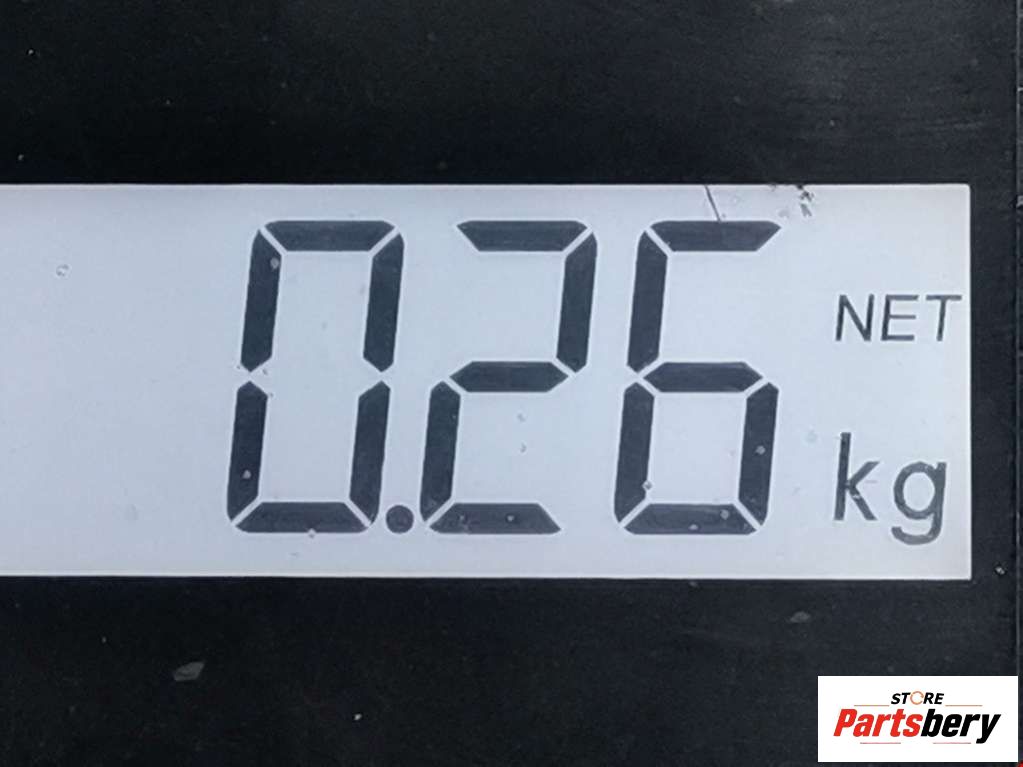 0.26
NET
kg
STORE
Partsbery